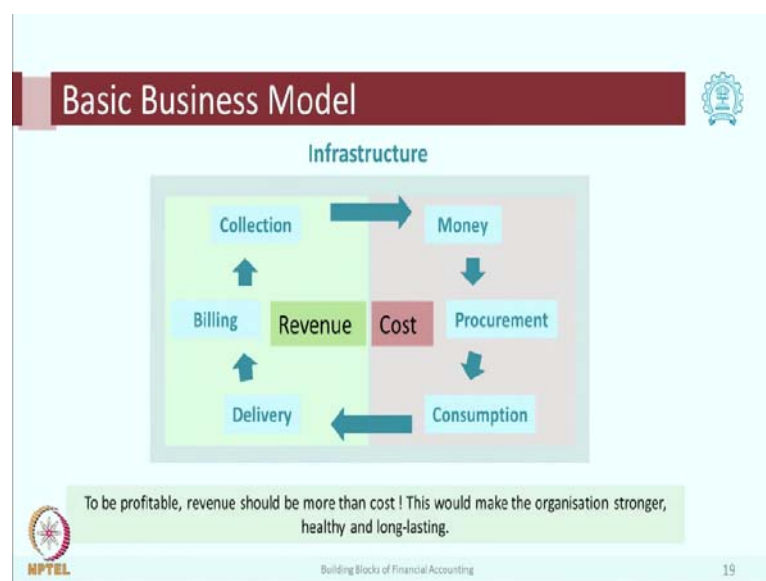 Basic Business Model
Infrastructure
Collection
Money
Billing
Revenue
Cost
Procurement
Delivery
Consumption
To be profitable, revenue should be more than cost ! This would make the organisation stronger,
healthy and long-lasting.
NPTEL
Building Blocks of Financial Accounting
19